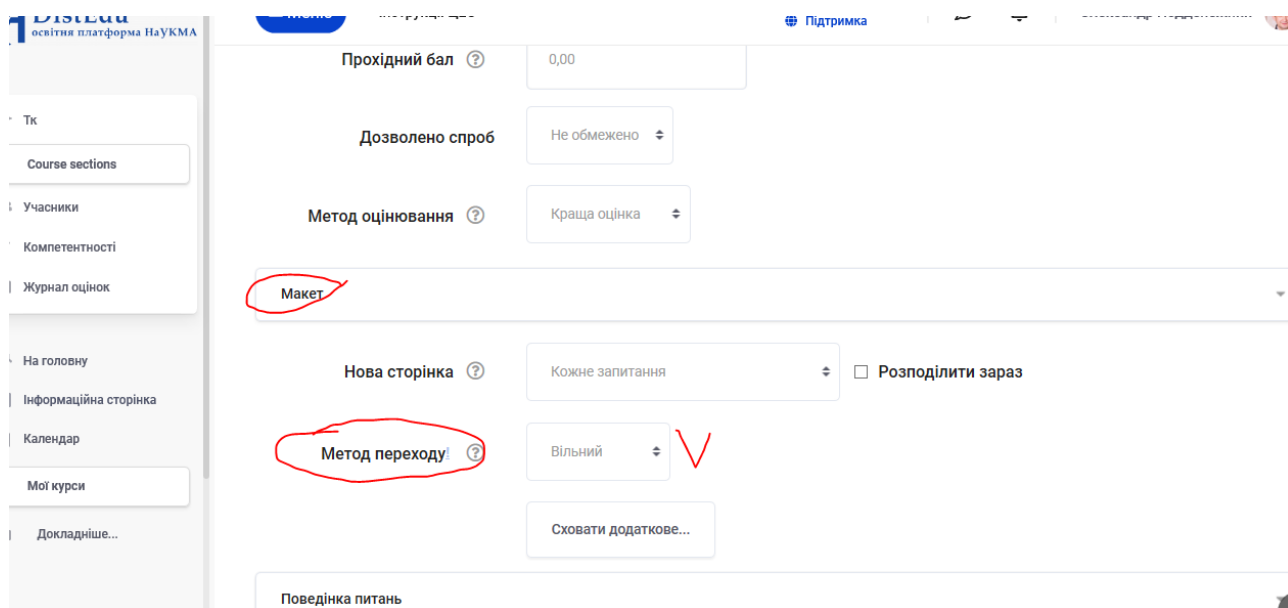 DistEdu
освітня платформа НаУКМА
Підтримка
Прохідний бал
0,00
Тк
Дозволено спроб
Не обмежено
Course sections
Учасники
Метод оцінювання
Краща оцінка
Компетентності
Журнал оцінок
Макет
На головну
Нова сторінка
Кожне запитання
Розподілити зараз
Інформаційна сторінка
Календар
Метод переходу!
Вільний
V
Мої курси
Докладніше...
Сховати додаткове...
Поведінка питань